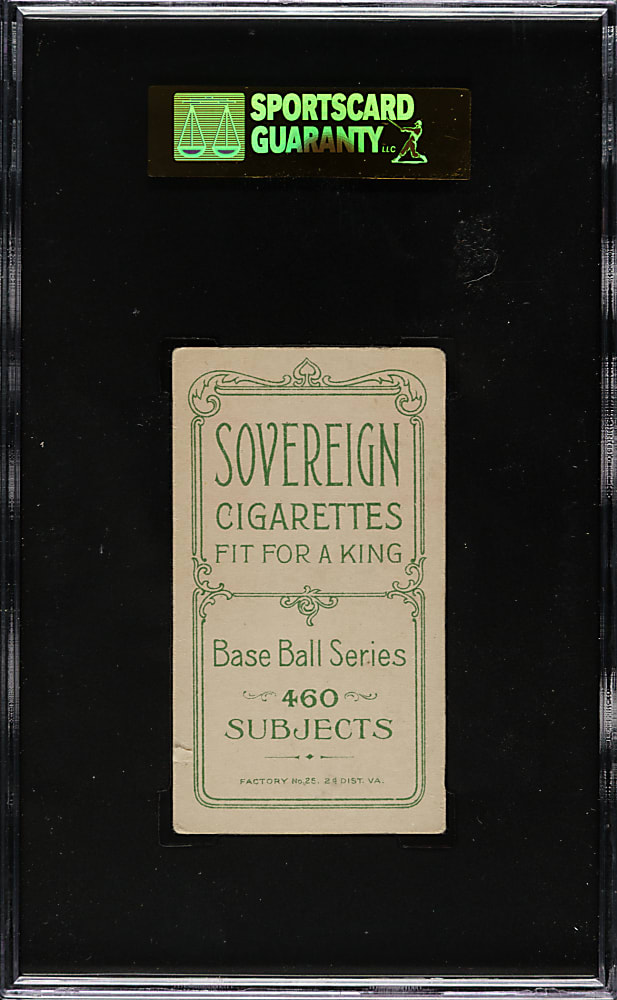 SPORTSCARD
GUARANTY LLC
SOVEREIGN
CIGARETTES
FIT FOR A KING
Base Ball Series
460
SUBJECTS
FACTORY No. 25. 2d DIST. VA.